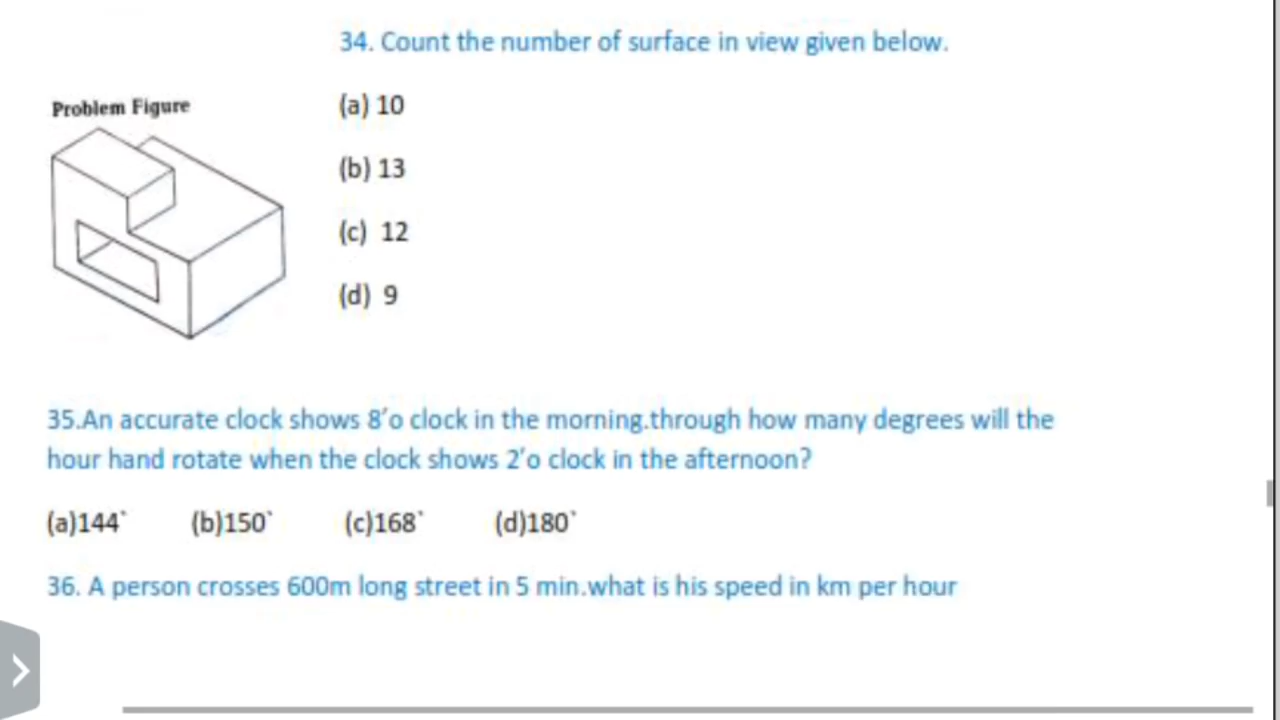 34. Count the number of surface in view given below.
Problem Figure
(a) 10
(b) 13
(c) 12
(d) 9
35.An accurate clock shows 8’o clock in the morning.through how many degrees will the
hour hand rotate when the clock shows 2’o clock in the afternoon?
(a)144` (b)150` (c)168` (d)180`
36. A person crosses 600m long street in 5 min.what is his speed in km per hour